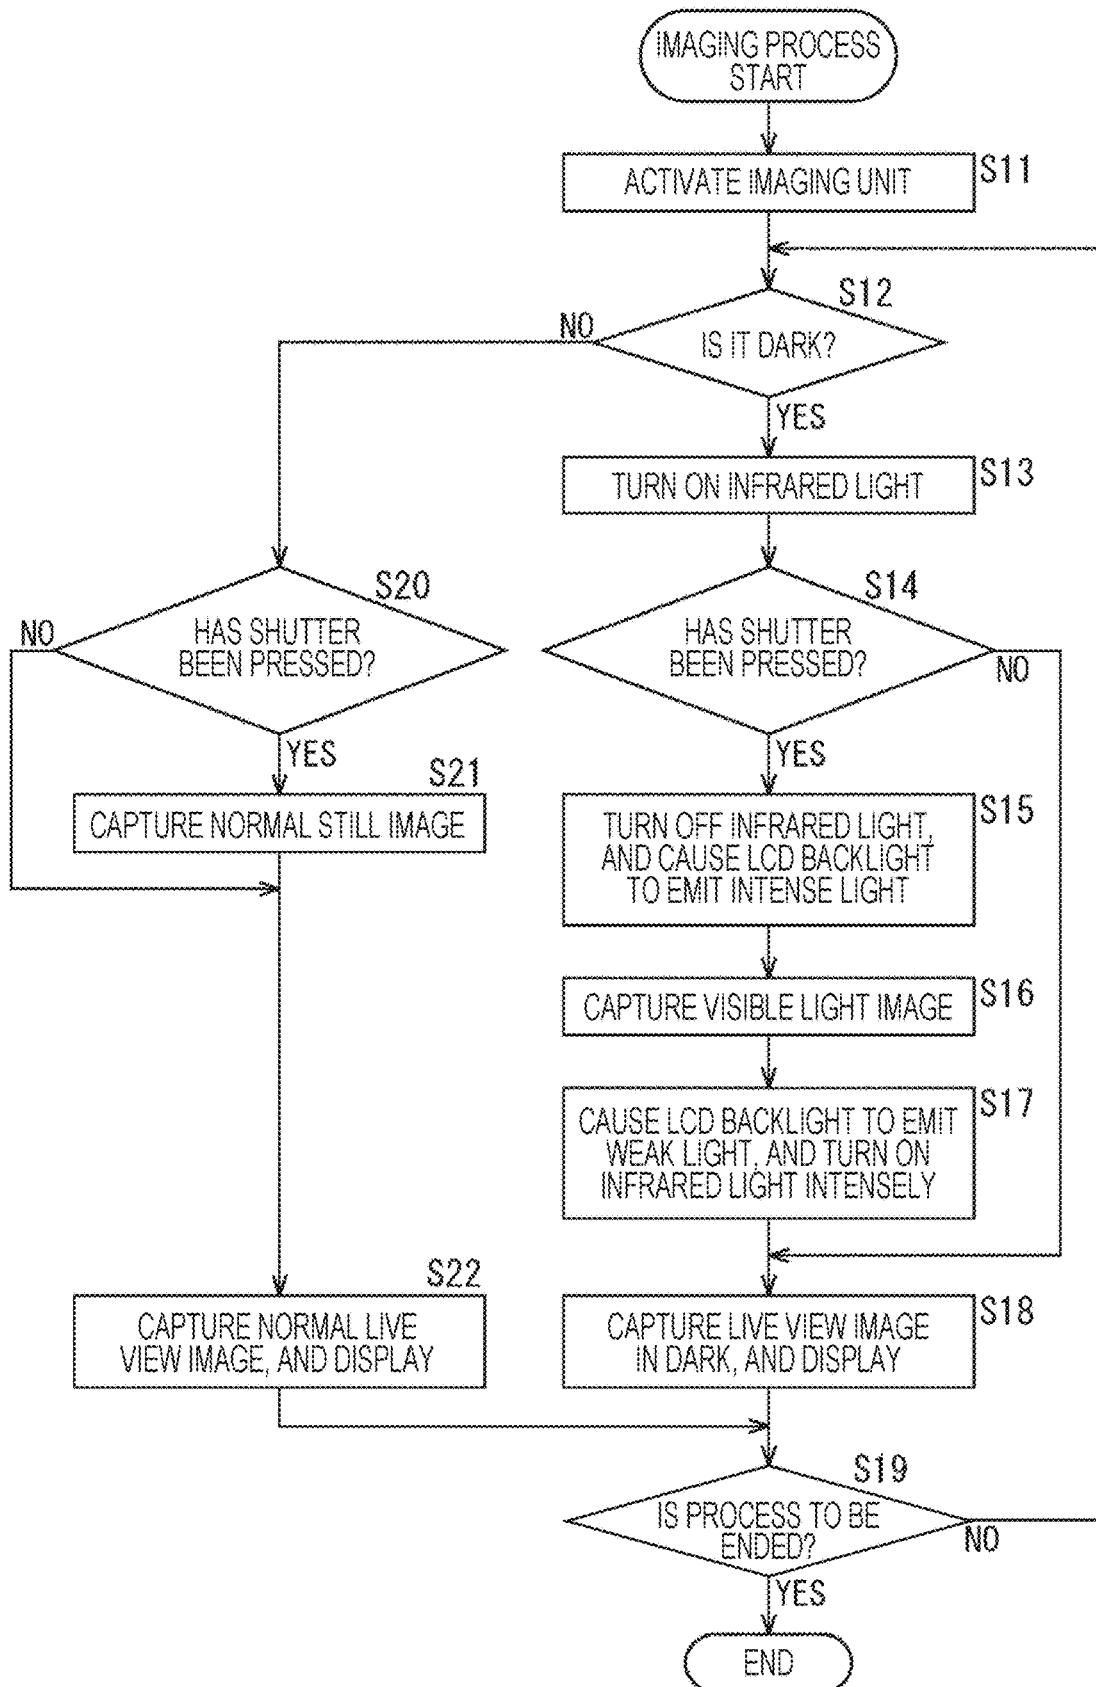 IMAGING PROCESS
START
S11
ACTIVATE IMAGING UNIT
S12
NO
IS IT DARK?
YES
S13
TURN ON INFRARED LIGHT
S20
NO
HAS SHUTTER
BEEN PRESSED?
YES
S14
HAS SHUTTER
BEEN PRESSED?
NO
YES
S21
CAPTURE NORMAL STILL IMAGE
S15
TURN OFF INFRARED LIGHT,
AND CAUSE LCD BACKLIGHT
TO EMIT INTENSE LIGHT
S16
CAPTURE VISIBLE LIGHT IMAGE
S17
CAUSE LCD BACKLIGHT TO EMIT
WEAK LIGHT, AND TURN ON
INFRARED LIGHT INTENSELY
S22
CAPTURE NORMAL LIVE
VIEW IMAGE, AND DISPLAY
S18
CAPTURE LIVE VIEW IMAGE
IN DARK, AND DISPLAY
S19
IS PROCESS TO BE
ENDED?
NO
YES
END